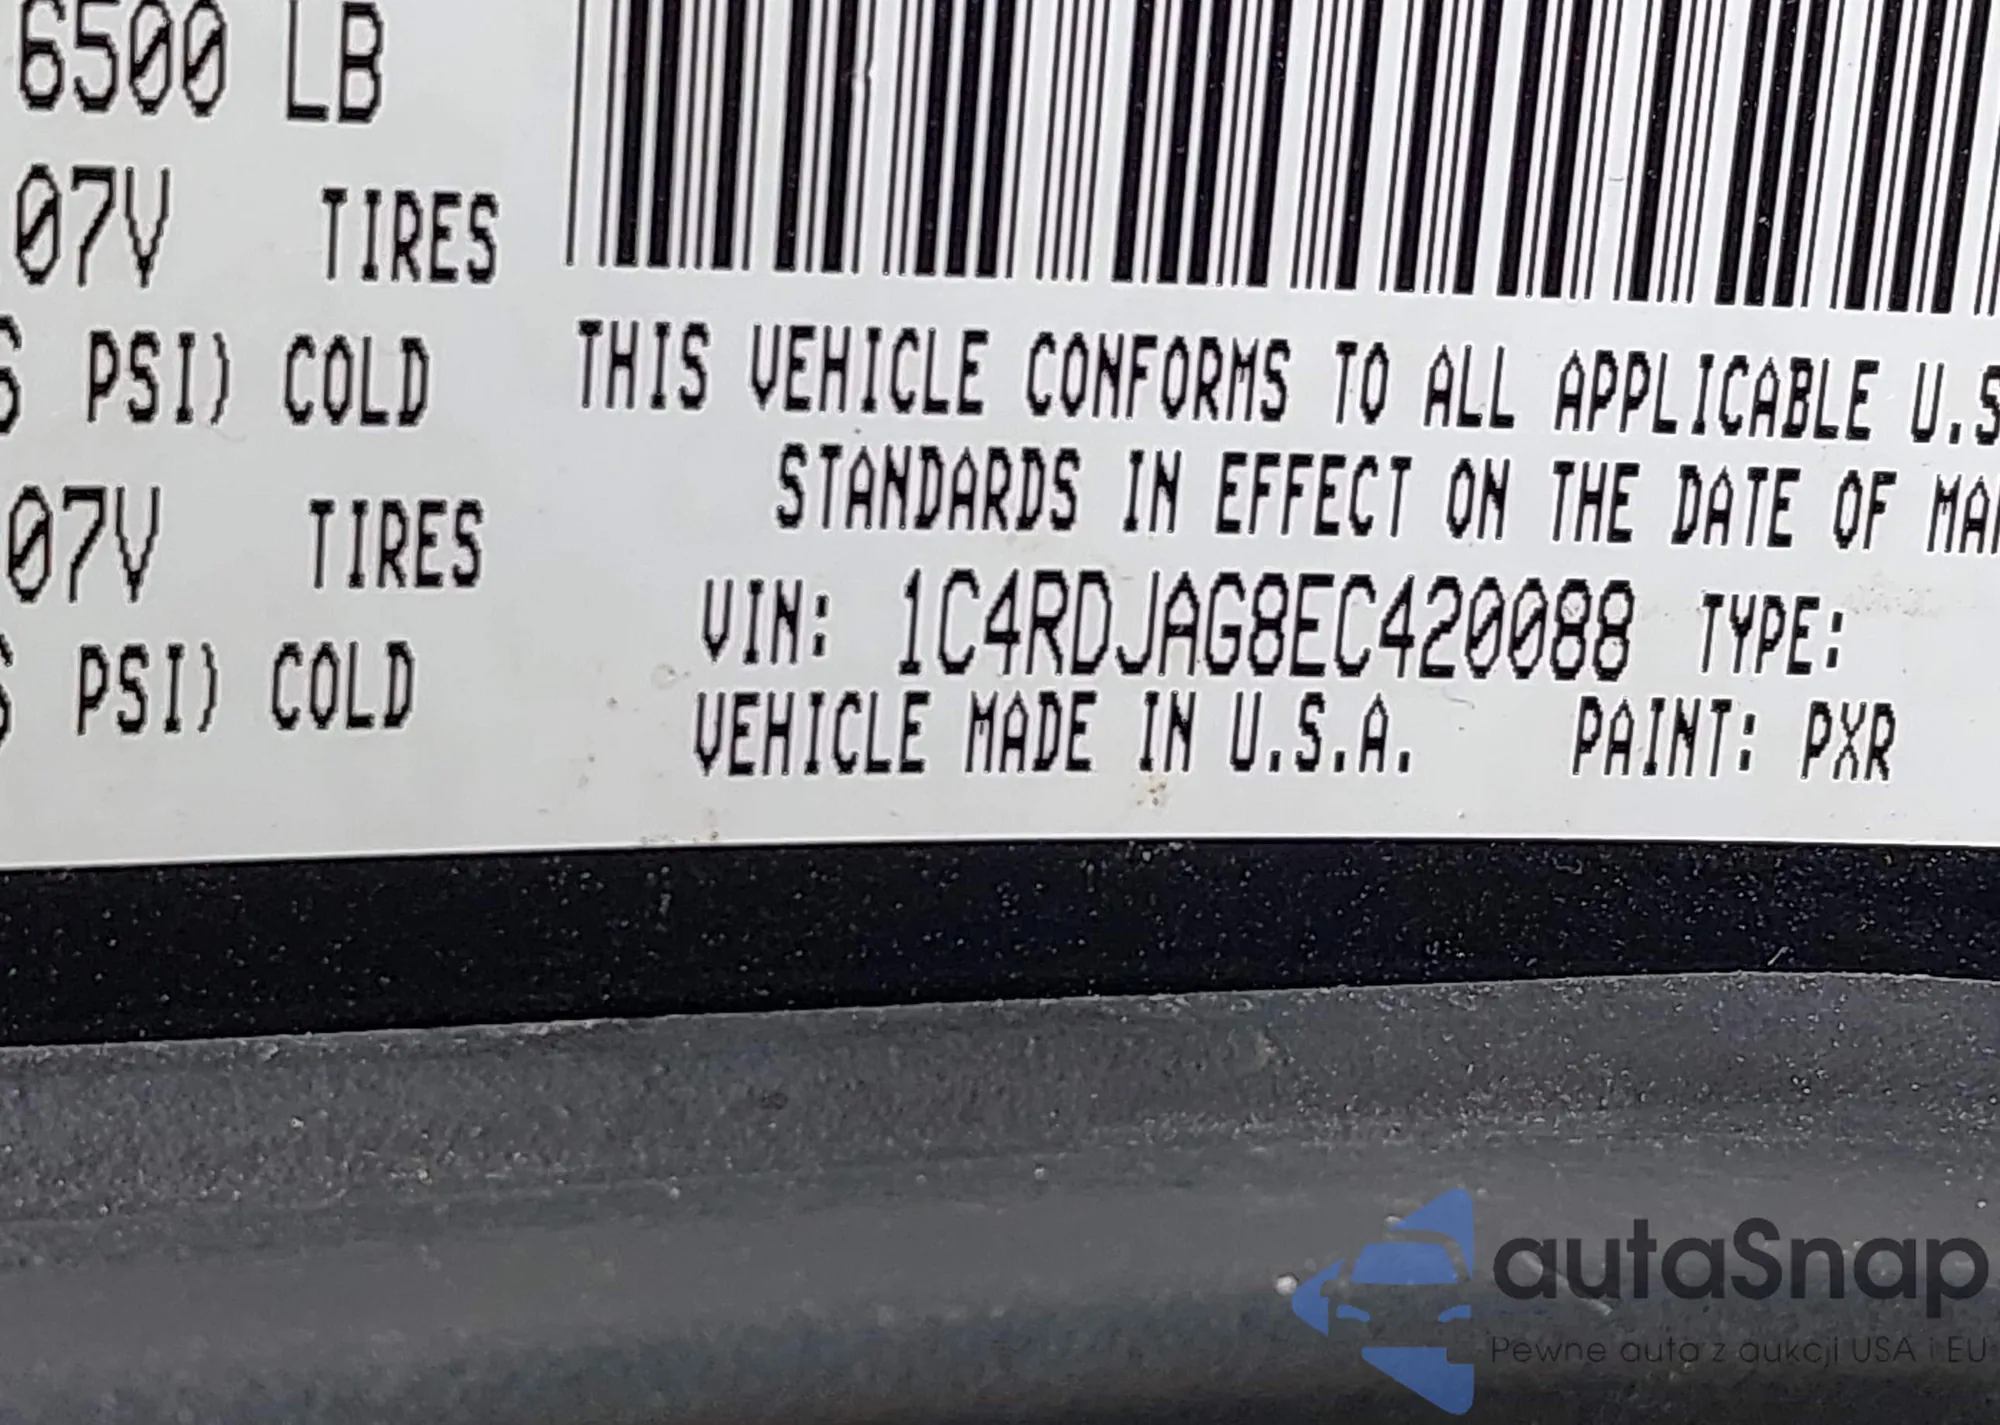 6500 LB
07V TIRES
PSI) COLD
07V TIRES
PSI) COLD
THIS VEHICLE CONFORMS TO ALL APPLICABLE U.S
STANDARDS IN EFFECT ON THE DATE OF MA
VIN: 1C4RDJAG8EC420088 TYPE:
VEHICLE MADE IN U.S.A. PAINT: PXR
autaSnap
Pewne auta z aukcji USA i EU